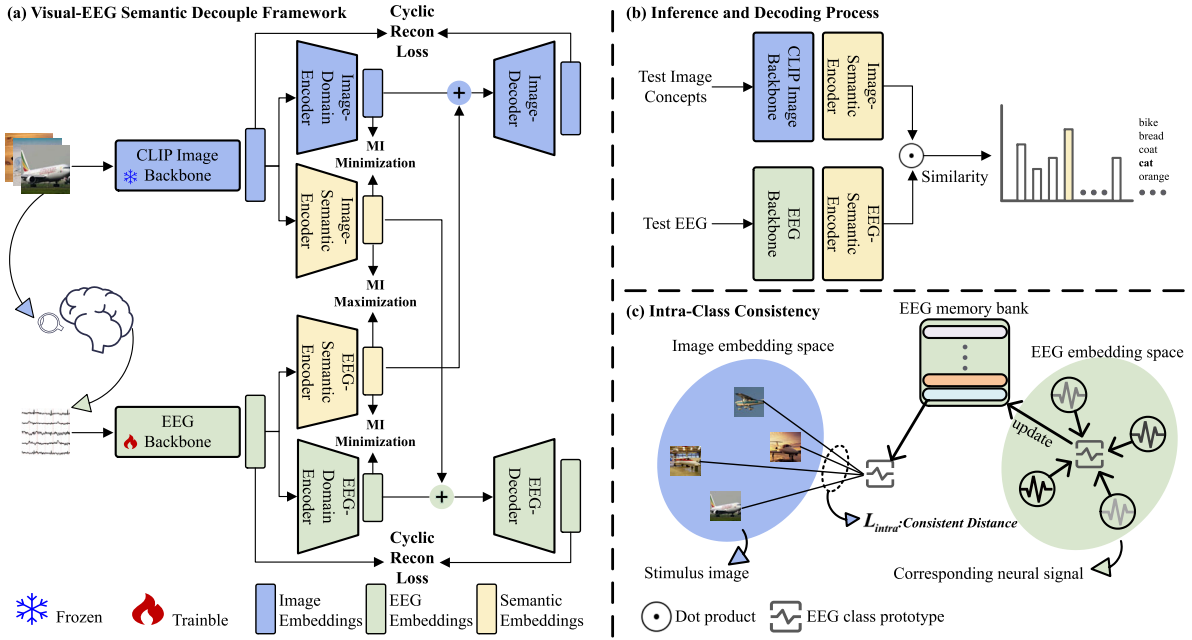 (a) Visual-EEG Semantic Decouple Framework
Cyclic
Recon
Loss
Image-
Domain
Encoder
Image-
Decoder
MI
Minimization
CLIP Image
Backbone
Image-
Semantic
Encoder
MI
Maximization
EEG-
Semantic
Encoder
MI
Minimization
EEG
Backbone
EEG-
Domain
Encoder
EEG-
Decoder
Cyclic
Recon
Loss
Frozen
Trainble
Image
Embeddings
EEG
Embeddings
Semantic
Embeddings
(b) Inference and Decoding Process
Test Image
Concepts
CLIP Image
Backbone
Image-
Semantic
Encoder
Test EEG
EEG
Backbone
EEG-
Semantic
Encoder
Similarity
bike
bread
coat
cat
orange
(c) Intra-Class Consistency
EEG memory bank
Image embedding space
EEG embedding space
update
L intra:Consistent Distance
Stimulus image
Corresponding neural signal
Dot product
EEG class prototype